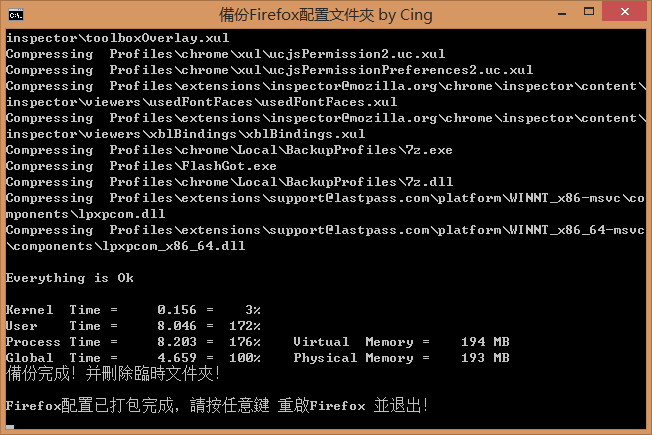 備份Firefox配置文件夾 by Cing
inspector\toolboxOverlay.xul
Compressing  Profiles\chrome\xul\ucjsPermission2.uc.xul
Compressing  Profiles\chrome\xul\ucjsPermissionPreferences2.uc.xul
Compressing  Profiles\extensions\inspector@mozilla.org\chrome\inspector\content\
inspector\viewers\usedFontFaces\usedFontFaces.xul
Compressing  Profiles\extensions\inspector@mozilla.org\chrome\inspector\content\
inspector\viewers\xblBindings\xblBindings.xul
Compressing  Profiles\chrome\Local\BackupProfiles\7z.exe
Compressing  Profiles\FlashGot.exe
Compressing  Profiles\chrome\Local\BackupProfiles\7z.dll
Compressing  Profiles\extensions\support@lastpass.com\platform\WINNT_x86-msvc\co
mponents\lpxpcom.dll
Compressing  Profiles\extensions\support@lastpass.com\platform\WINNT_x86_64-msvc
\components\lpxpcom_x86_64.dll
Everything is Ok
Kernel  Time =     0.156 =    3%
User    Time =     8.046 =  172%
Process Time =     8.203 =  176%    Virtual  Memory =    194 MB
Global  Time =     4.659 =  100%    Physical Memory =    193 MB
備份完成! 并刪除臨時文件夾!
Firefox配置已打包完成，請按任意鍵 重啟Firefox 並退出!